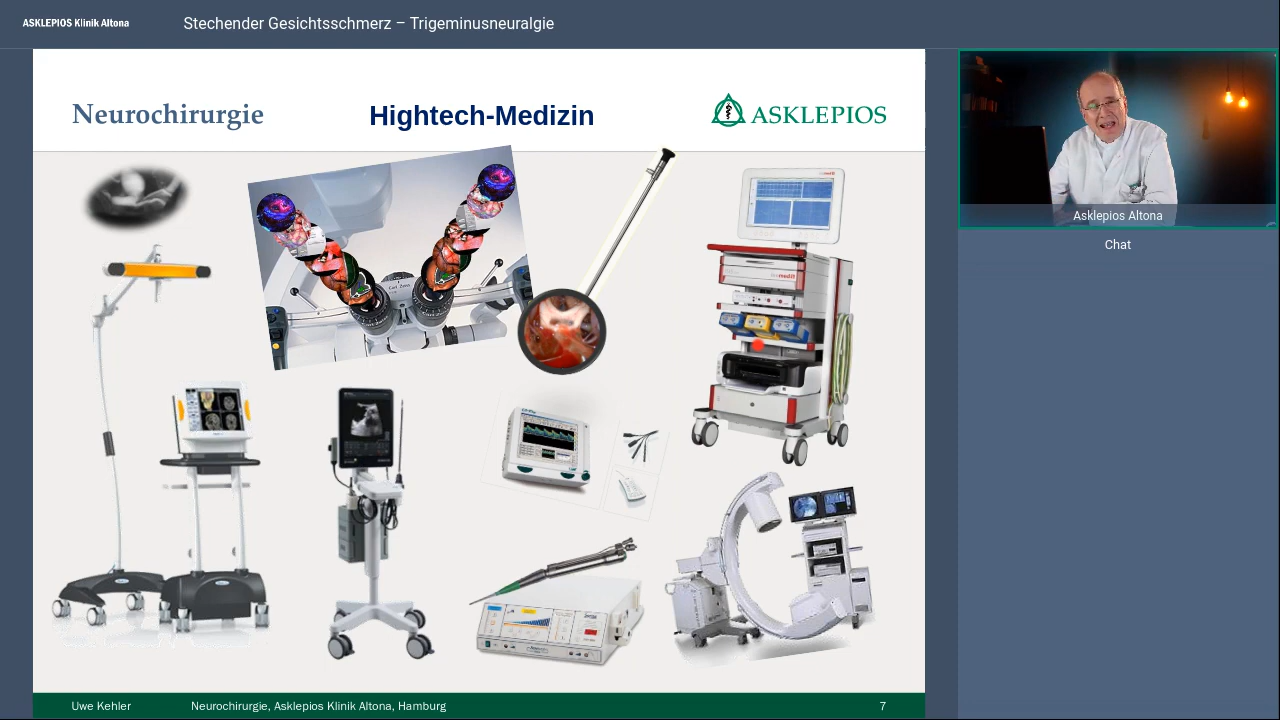 ASKLEPIOS Klinik Altona
Stechender Gesichtsschmerz – Trigeminusneuralgie
Neurochirurgie
Hightech-Medizin
ASKLEPIOS
Asklepios Altona
Chat
Uwe Kehler
Neurochirurgie, Asklepios Klinik Altona, Hamburg
7